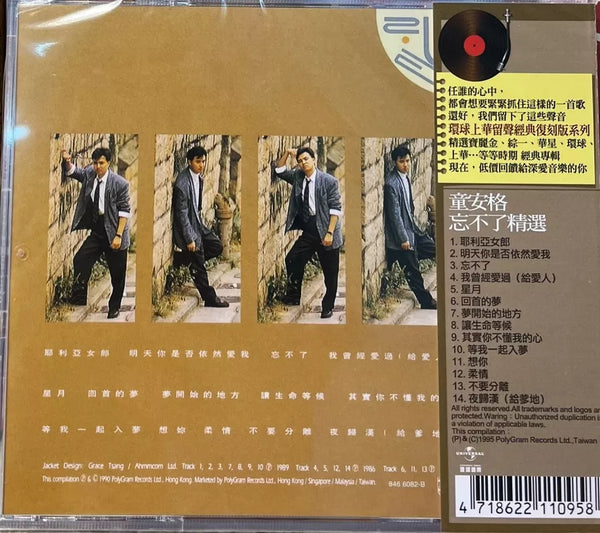 任誰的心中，
都會想要緊緊抓住這樣的一首歌
還好，我們留下了這些聲音
環球上華留聲經典復刻版系列
精選寶麗金、綜一、華星、環球、
上華…等等時期 經典專輯
現在，低價回饋給深愛音樂的你
童安格
忘不了精選
1. 耶利亞女郎
2. 明天你是否依然愛我
3. 忘不了
4. 我曾經愛過（給愛人）
5. 星月
6. 回首的夢
7. 夢開始的地方
8. 讓生命等候
9. 其實你不懂我的心
10. 等我一起入夢
11. 想你
12. 柔情
13. 不要分離
14. 夜歸漢（給爹地）
All rights reserved.All trademarks and logos are
protected.Waring : Unauthorized duplication is
a violation of applicable laws.
This compilation :
(P)＆(C)1995 PolyGram Records Ltd.,Taiwan
UNIVERSAL
環球音樂
4 718622 110958
耶利亞女郎 明天你是否依然愛我 忘不了 我曾經愛過（給愛人
星月 回首的夢 夢開始的地方 讓生命等候 其實你不懂我的
等我一起入夢 想妳 柔情 不要分離 夜歸漢（給爹地
Jacket Design: Grace Tsang / Ahnmcom Ltd. Track 1, 2, 3, 7, 8, 9, 10 Ⓟ 1989 Track 4, 5, 12, 14 Ⓟ 1986 Track 6, 11, 13 Ⓟ
This compilation Ⓟ & © 1990 PolyGram Records Ltd., Hong Kong. Marketed by PolyGram Records Ltd., Hong Kong / Singapore / Malaysia / Taiwan. 846 6082-B